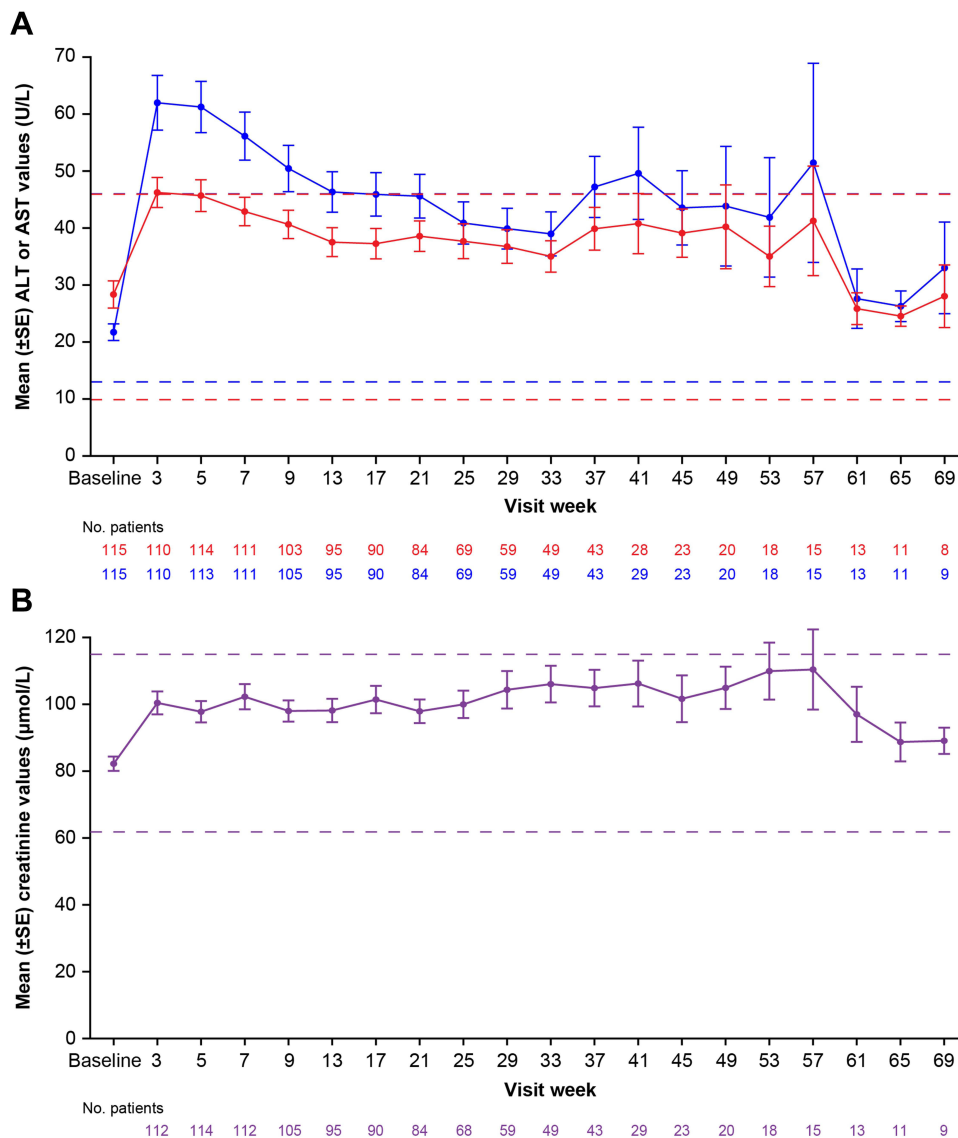 A
Mean (±SE) ALT or AST values (U/L)
70
60
50
40
30
20
10
0
Baseline 3 5 7 9 13 17 21 25 29 33 37 41 45 49 53 57 61 65 69
Visit week
No. patients
115 110 114 111 103 95 90 84 69 59 49 43 28 23 20 18 15 13 11 8
115 110 113 111 105 95 90 84 69 59 49 43 29 23 20 18 15 13 11 9
B
Mean (±SE) creatinine values (µmol/L)
120
100
80
60
40
20
0
Baseline 3 5 7 9 13 17 21 25 29 33 37 41 45 49 53 57 61 65 69
Visit week
No. patients
112 114 112 105 95 90 84 68 59 49 43 29 23 20 18 15 13 11 9